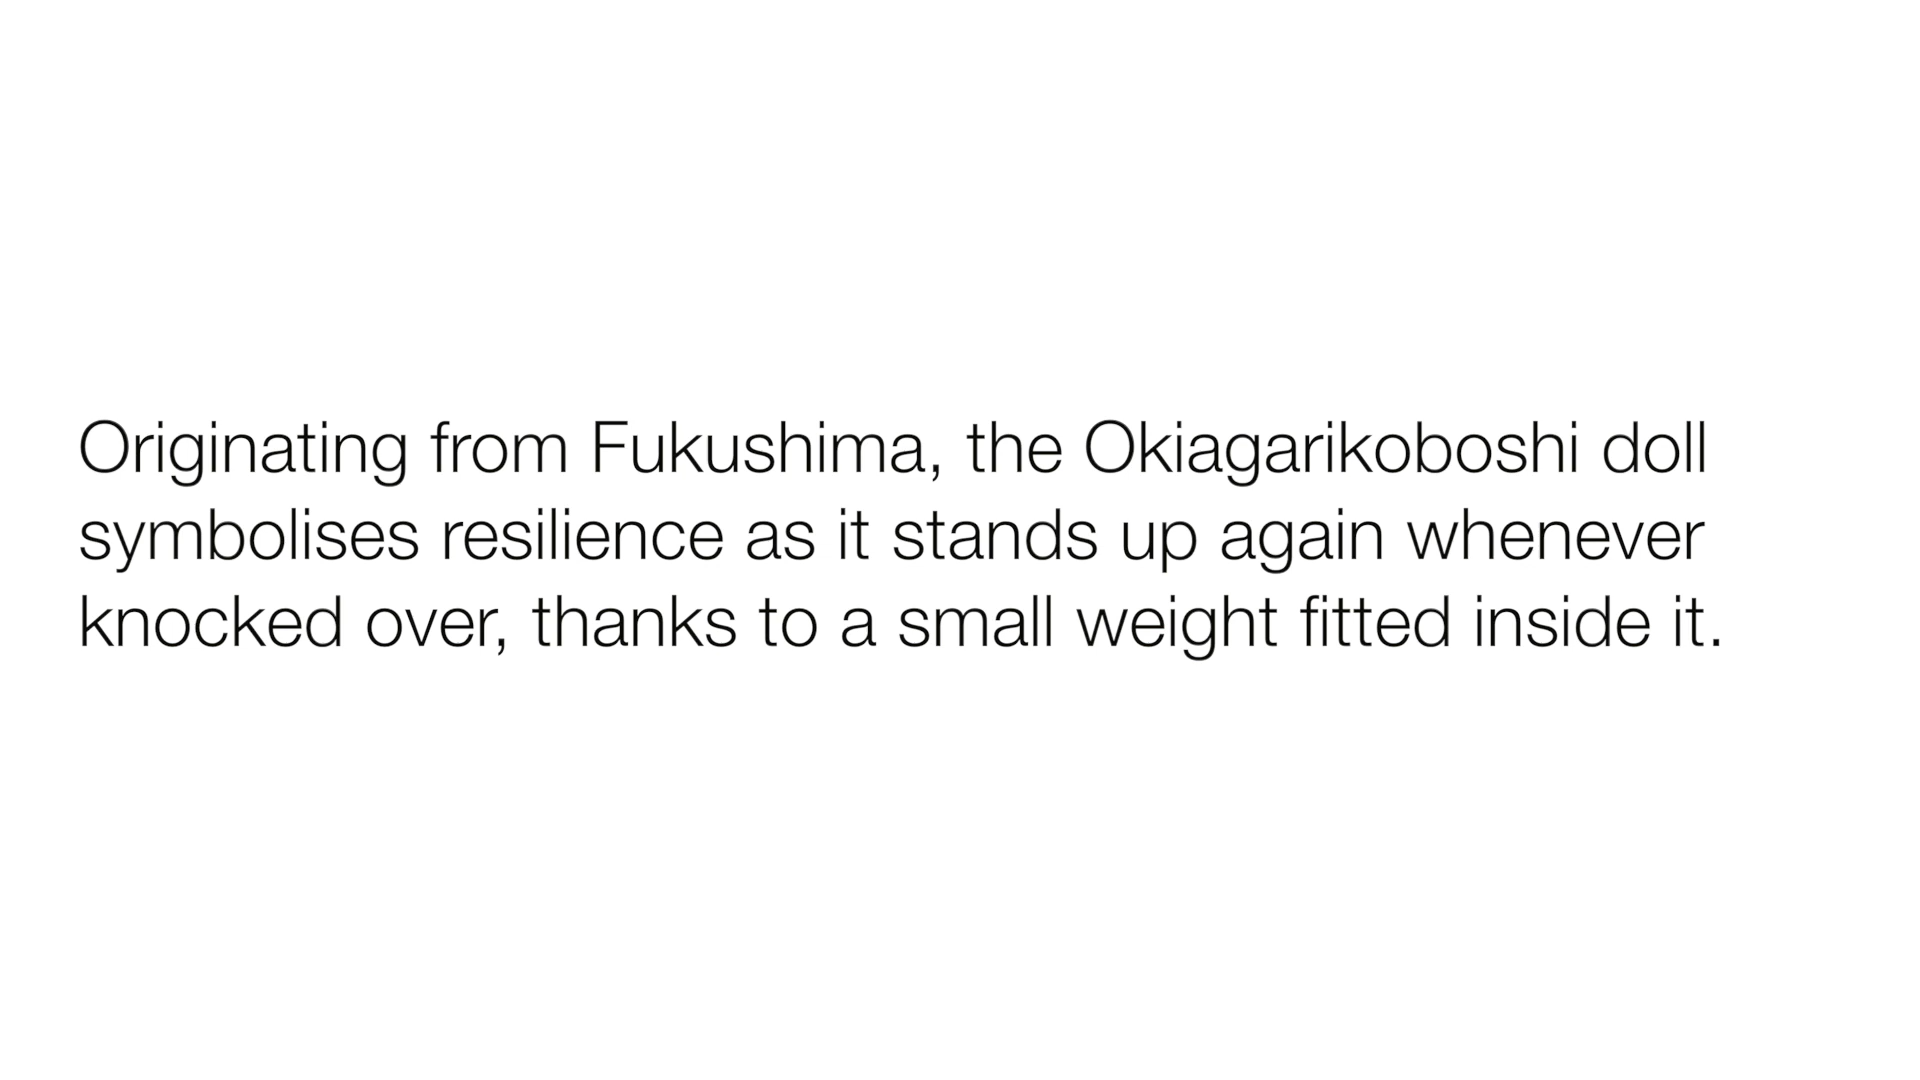 Originating from Fukushima, the Okiagarikoboshi doll
symbolises resilience as it stands up again whenever
knocked over, thanks to a small weight fitted inside it.